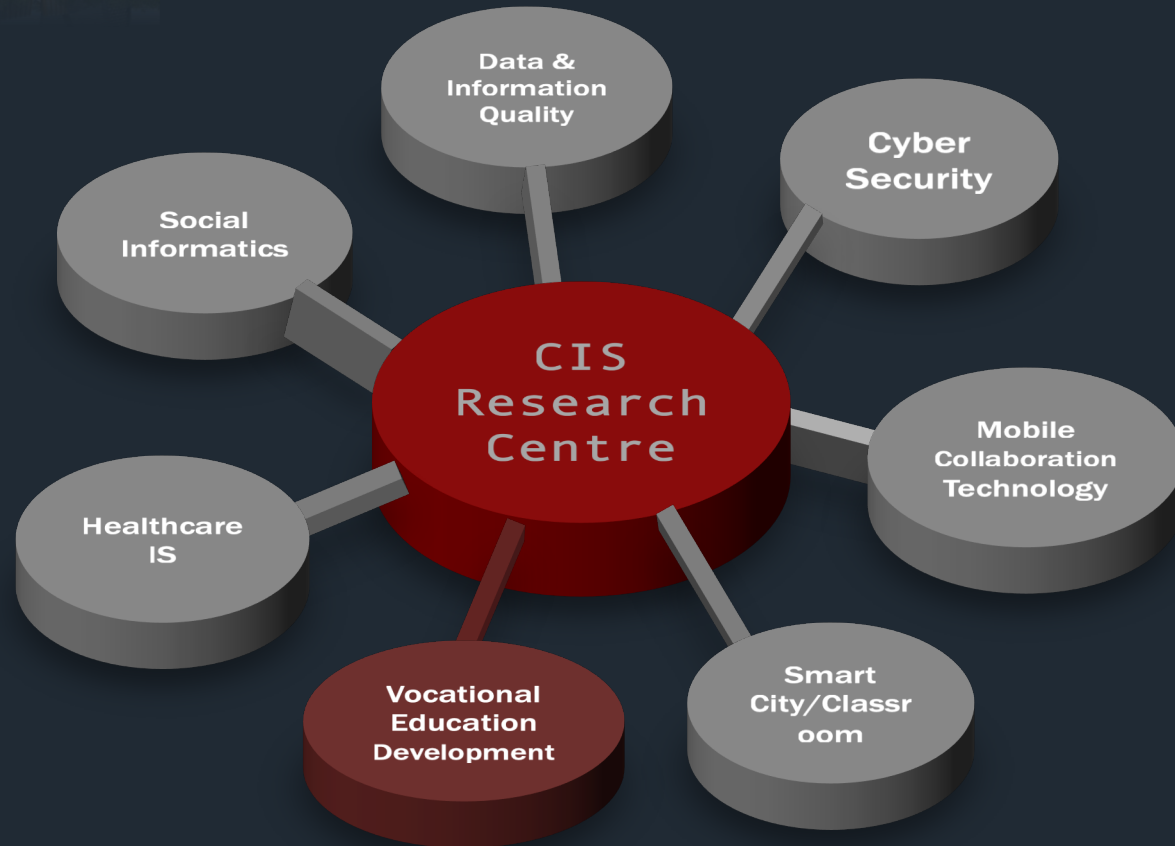 Data &
Information
Quality
Cyber
Security
Social
Informatics
CIS
Research
Centre
Mobile
Collaboration
Technology
Healthcare
IS
Vocational
Education
Development
Smart
City/Classr
oom